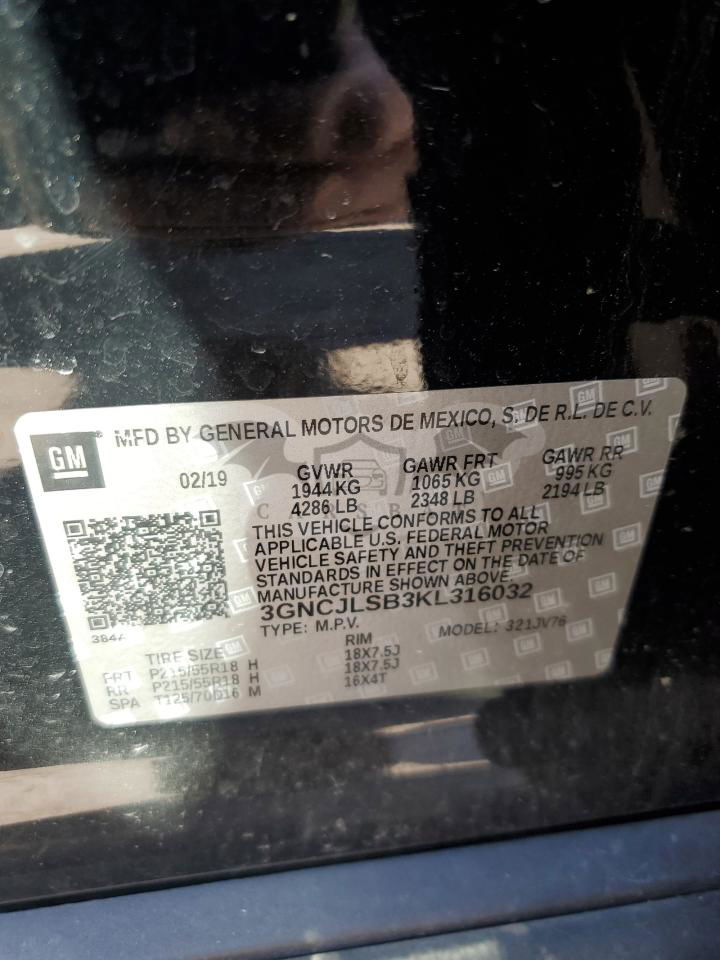 GM MFD BY GENERAL MOTORS DE MEXICO, S. DE R.L. DE C.V.
02/19 GVWR GAWR FRT GAWR RR
1944 KG 1065 KG 995 KG
4286 LB 2348 LB 2194 LB
THIS VEHICLE CONFORMS TO ALL
APPLICABLE U.S. FEDERAL MOTOR
VEHICLE SAFETY AND THEFT PREVENTION
STANDARDS IN EFFECT ON THE DATE OF
MANUFACTURE SHOWN ABOVE.
3GNCJLSB3KL316032
384A TYPE: M.P.V. MODEL: 321JV76
TIRE SIZE RIM
FRT P215/55R18 H 18X7.5J
RR P215/55R18 H 18X7.5J
SPA T125/70D16 M 16X4T